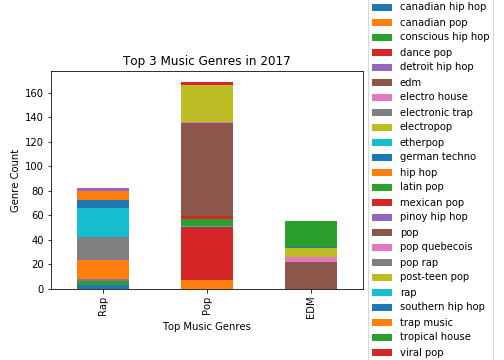 Top 3 Music Genres in 2017
Genre Count
160
140
120
100
80
60
40
20
0
Rap
Pop
EDM
Top Music Genres
canadian hip hop
canadian pop
conscious hip hop
dance pop
detroit hip hop
edm
electro house
electronic trap
electropop
etherpop
german techno
hip hop
latin pop
mexican pop
pinoy hip hop
pop
pop quebecois
pop rap
post-teen pop
rap
southern hip hop
trap music
tropical house
viral pop